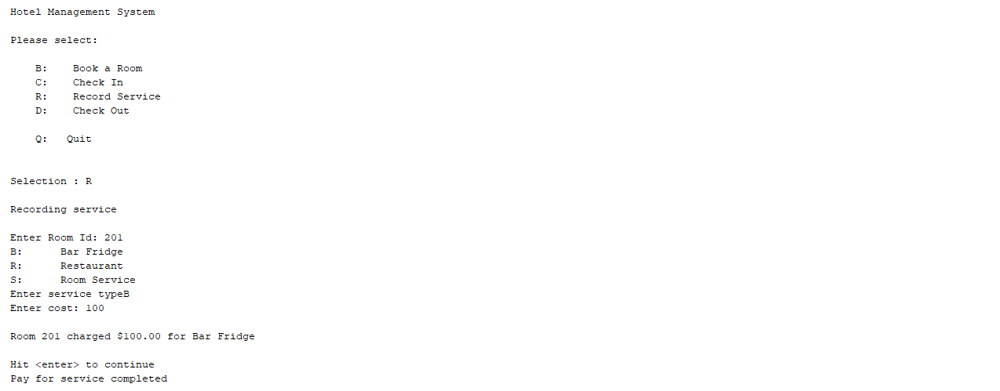 Hotel Management System
Please select:
B: Book a Room
C: Check In
R: Record Service
D: Check Out
Q: Quit
Selection : R
Recording service
Enter Room Id: 201
B: Bar Fridge
R: Restaurant
S: Room Service
Enter service typeB
Enter cost: 100
Room 201 charged $100.00 for Bar Fridge
Hit <enter> to continue
Pay for service completed